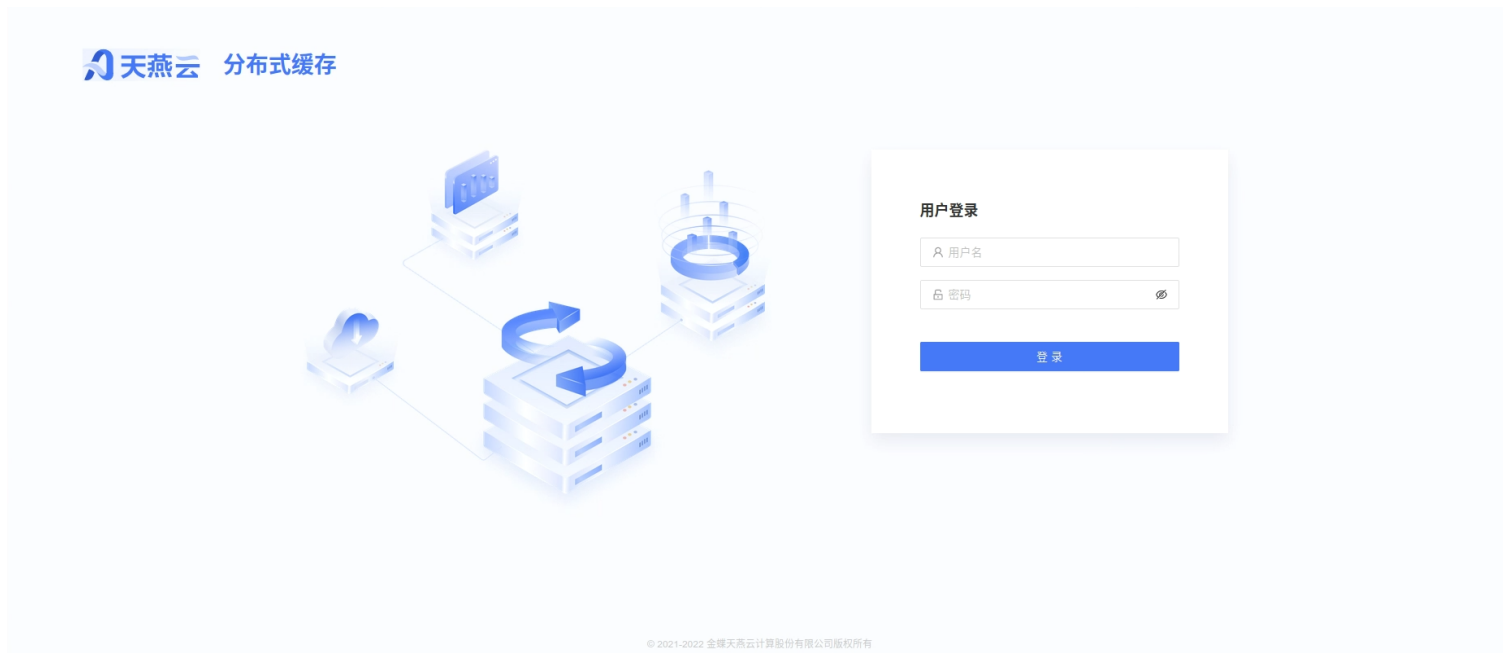 天燕云 分布式缓存
用户登录
用户名
密码
登 录
© 2021-2022 金蝶天燕云计算股份有限公司版权所有